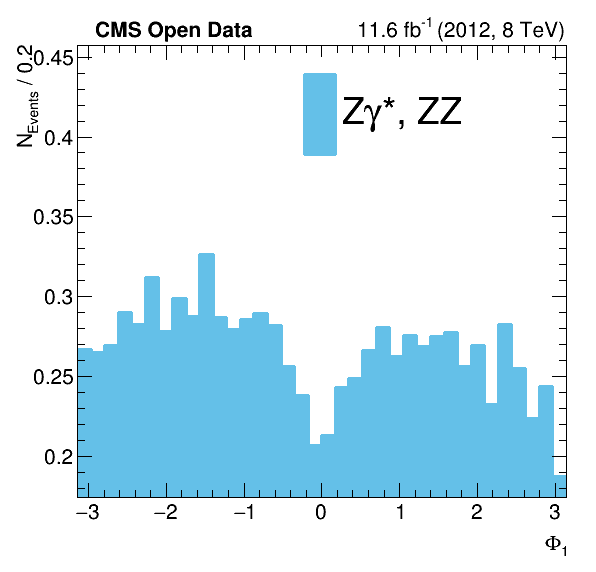 CMS Open Data 11.6 fb⁻¹ (2012, 8 TeV)
N_Events / 0.2
0.45
0.4
0.35
0.3
0.25
0.2
Zγ*, ZZ
−3 −2 −1 0 1 2 3
Φ₁